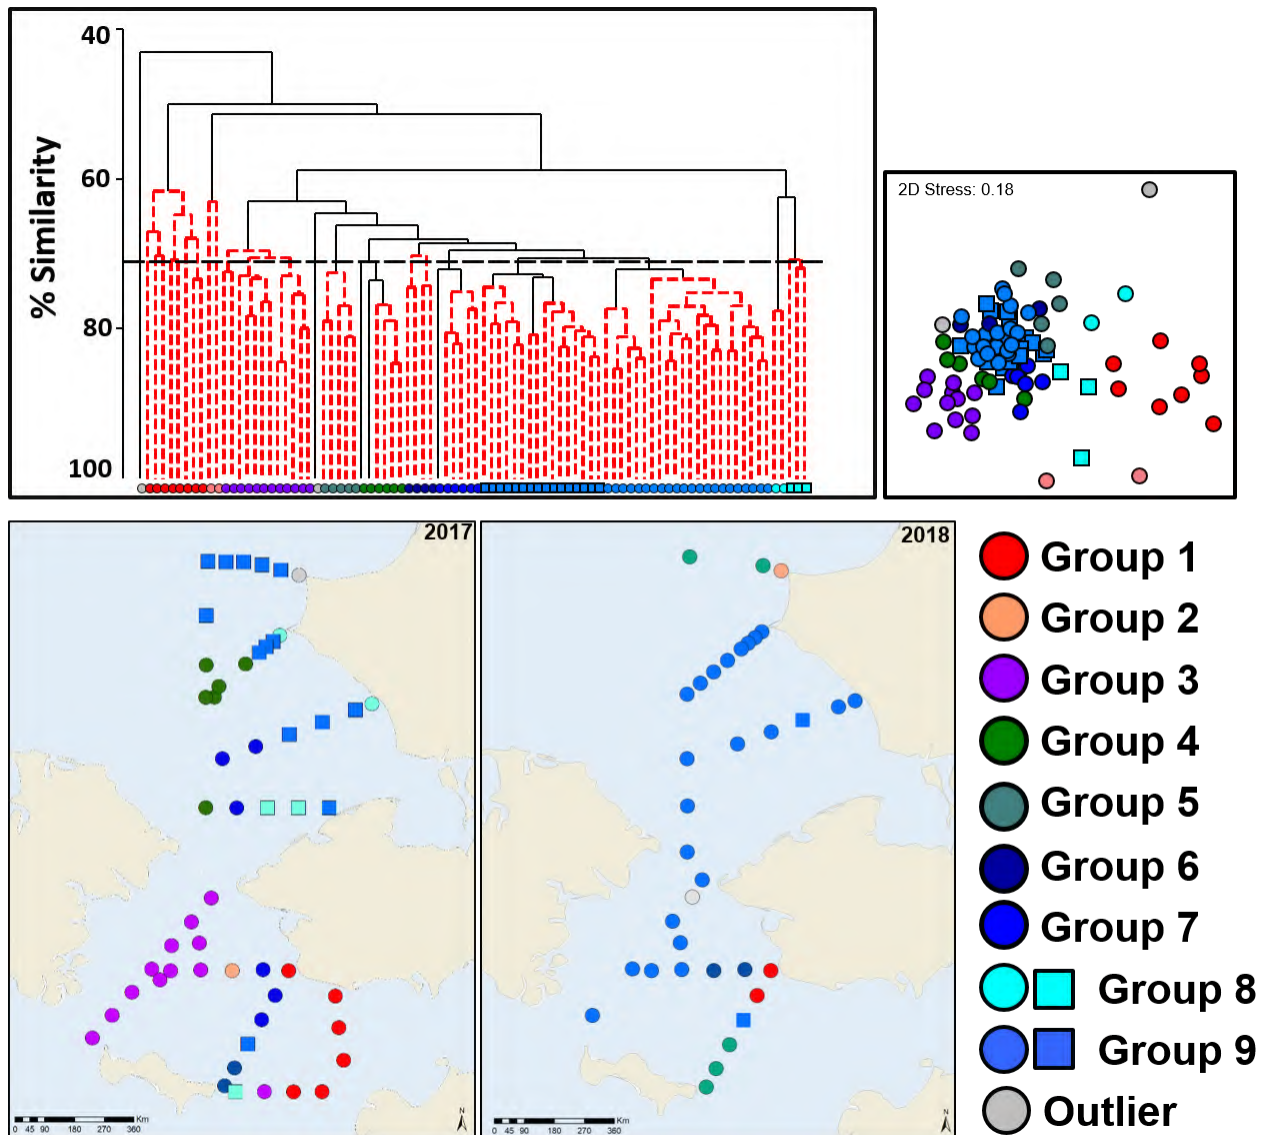 40
60
80
100
% Similarity
2D Stress: 0.18
2017
2018
Km
0 45 90 180 270 360
N
Km
0 45 90 180 270 360
N
Group 1
Group 2
Group 3
Group 4
Group 5
Group 6
Group 7
Group 8
Group 9
Outlier